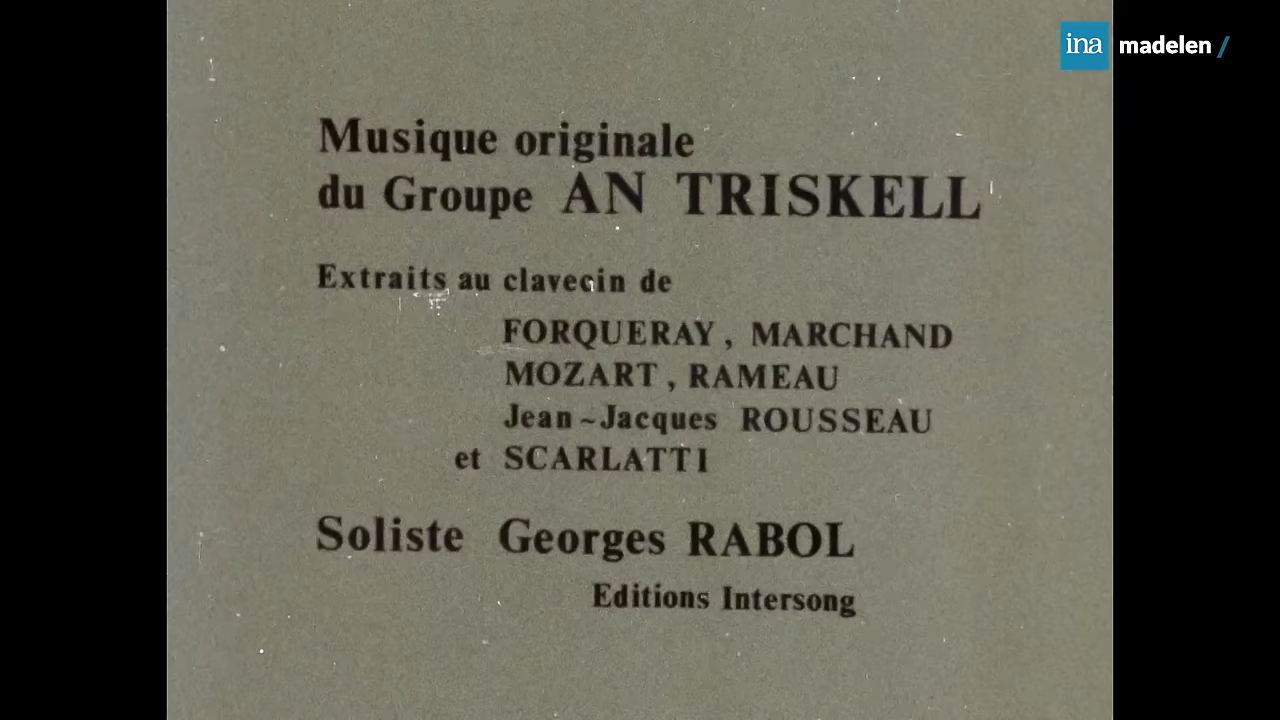 ina madelen /
Musique originale
du Groupe AN TRISKELL
Extraits au clavecin de
FORQUERAY, MARCHAND
MOZART, RAMEAU
Jean-Jacques ROUSSEAU
et SCARLATTI
Soliste Georges RABOL
Editions Intersong